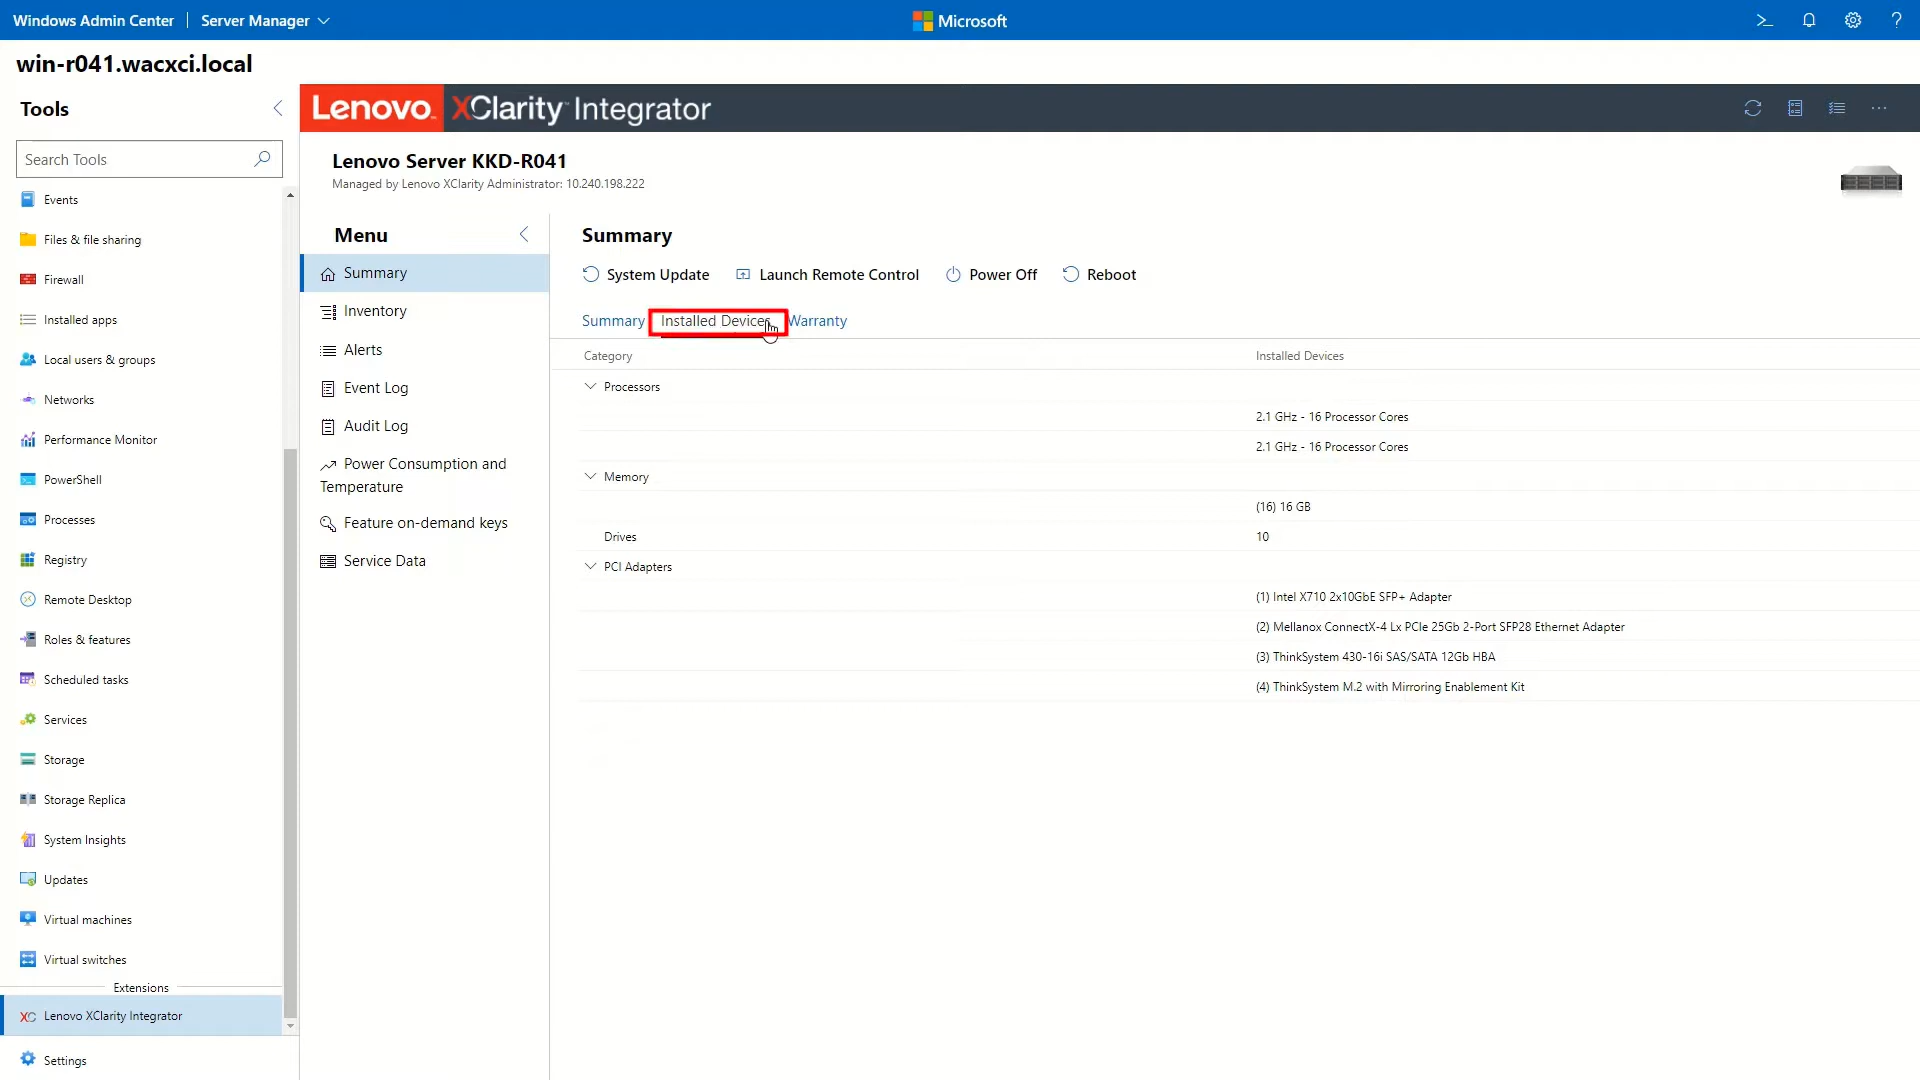 Windows Admin Center
Server Manager
Microsoft
win-r041.wacxci.local
Tools
Search Tools
Events
Files & file sharing
Firewall
Installed apps
Local users & groups
Networks
Performance Monitor
PowerShell
Processes
Registry
Remote Desktop
Roles & features
Scheduled tasks
Services
Storage
Storage Replica
System Insights
Updates
Virtual machines
Virtual switches
Extensions
XC Lenovo XClarity Integrator
Settings
Lenovo XClarity Integrator
Lenovo Server KKD-R041
Managed by Lenovo XClarity Administrator: 10.240.198.222
Menu
Summary
Inventory
Alerts
Event Log
Audit Log
Power Consumption and
Temperature
Feature on-demand keys
Service Data
Summary
System Update Launch Remote Control Power Off Reboot
Summary Installed Devices Warranty
Category Installed Devices
Processors
2.1 GHz - 16 Processor Cores
2.1 GHz - 16 Processor Cores
Memory
(16) 16 GB
Drives 10
PCI Adapters
(1) Intel X710 2x10GbE SFP+ Adapter
(2) Mellanox ConnectX-4 Lx PCIe 25Gb 2-Port SFP28 Ethernet Adapter
(3) ThinkSystem 430-16i SAS/SATA 12Gb HBA
(4) ThinkSystem M.2 with Mirroring Enablement Kit